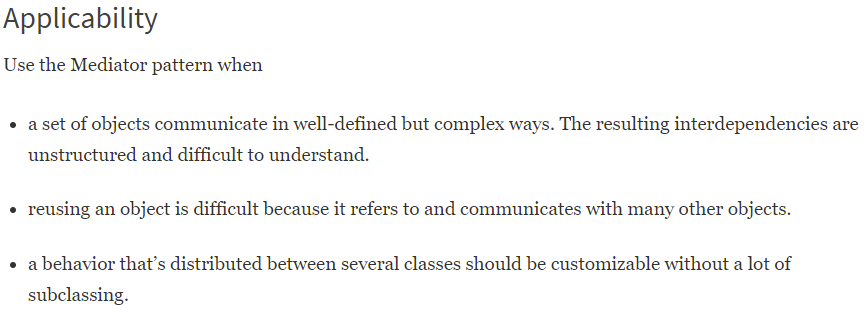 Applicability
Use the Mediator pattern when
• a set of objects communicate in well-defined but complex ways. The resulting interdependencies are
unstructured and difficult to understand.
• reusing an object is difficult because it refers to and communicates with many other objects.
• a behavior that’s distributed between several classes should be customizable without a lot of
subclassing.